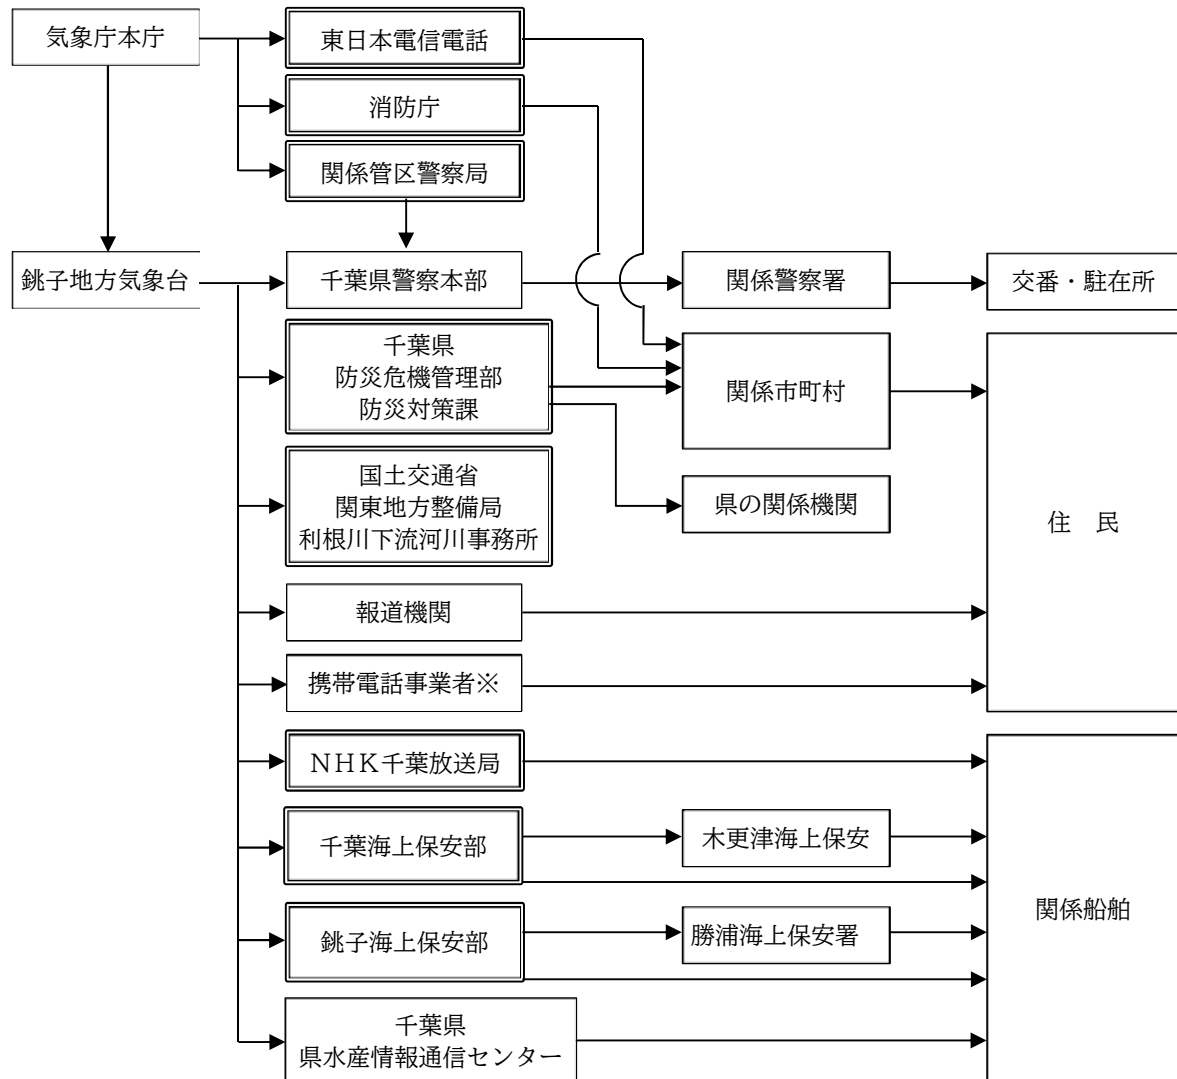 気象庁本庁
東日本電信電話
消防庁
関係管区警察局
銚子地方気象台
千葉県警察本部
関係警察署
交番・駐在所
千葉県
防災危機管理部
防災対策課
関係市町村
国土交通省
関東地方整備局
利根川下流河川事務所
県の関係機関
住　民
報道機関
携帯電話事業者※
ＮＨＫ千葉放送局
千葉海上保安部
木更津海上保安
関係船舶
銚子海上保安部
勝浦海上保安署
千葉県
県水産情報通信センター